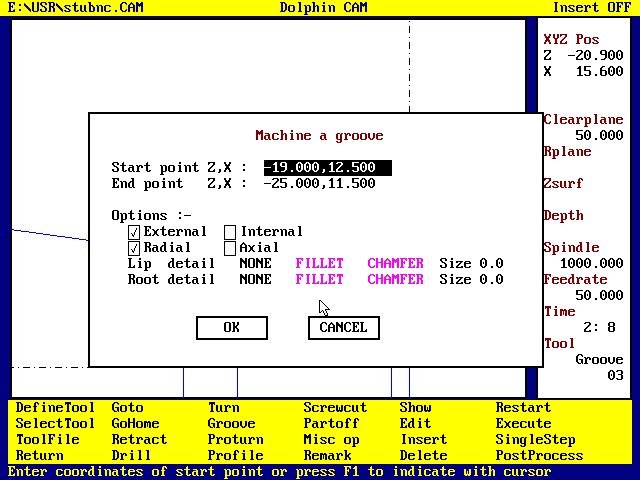 E:\USR\stubnc.CAM Dolphin CAM Insert OFF
XYZ Pos
Z -20.900
X 15.600
Clearplane
50.000
Rplane
Zsurf
Depth
Spindle
1000.000
Feedrate
50.000
Time
2: 8
Tool
Groove
03
Machine a groove
Start point Z,X : -19.000,12.500
End point Z,X : -25.000,11.500
Options :-
√ External Internal
√ Radial Axial
Lip detail NONE FILLET CHAMFER Size 0.0
Root detail NONE FILLET CHAMFER Size 0.0
OK CANCEL
DefineTool Goto Turn Screwcut Show Restart
SelectTool GoHome Groove Partoff Edit Execute
ToolFile Retract Proturn Misc op Insert SingleStep
Return Drill Profile Remark Delete PostProcess
Enter coordinates of start point or press F1 to indicate with cursor